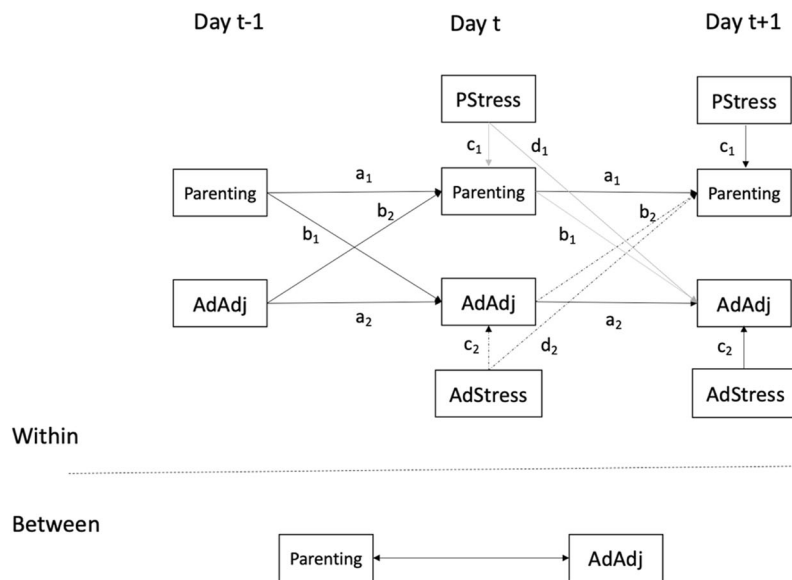 Day t-1 Day t Day t+1
PStress PStress
c₁ d₁ c₁
Parenting a₁ Parenting a₁ Parenting
b₁ b₂ b₁ b₂
AdAdj a₂ AdAdj a₂ AdAdj
c₂ d₂ c₂
AdStress AdStress
Within
Between
Parenting AdAdj